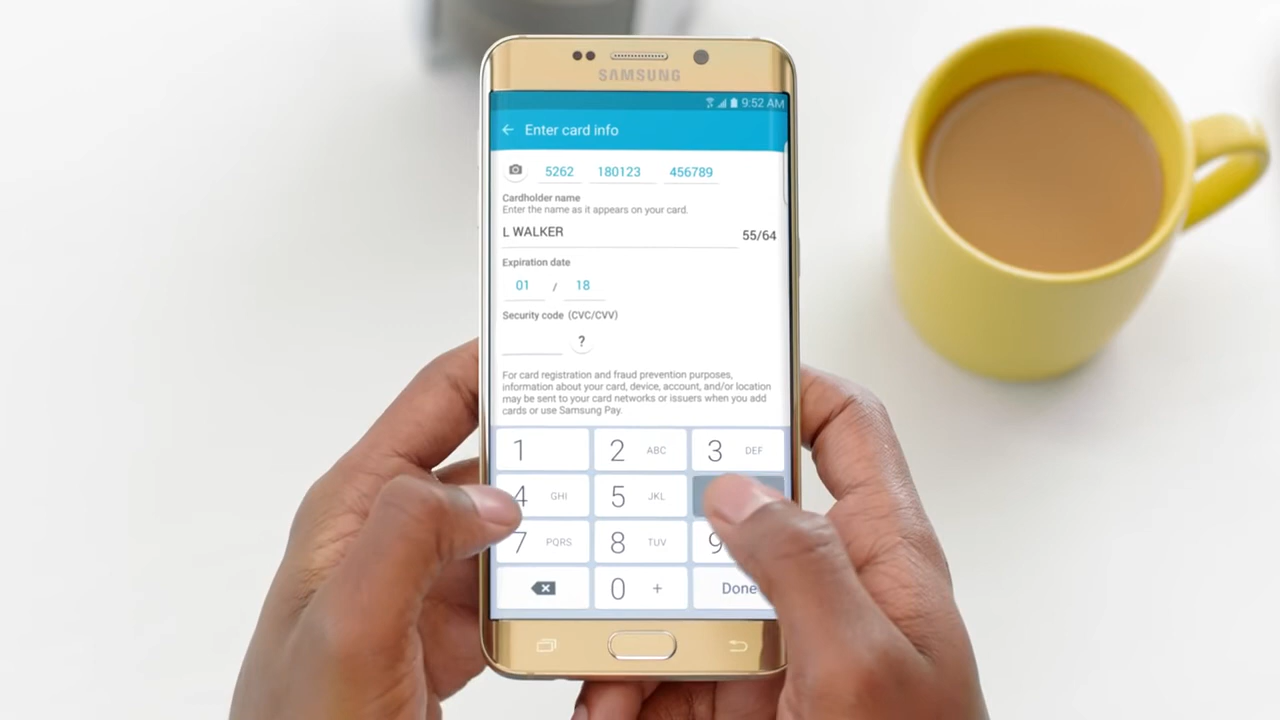 SAMSUNG
9:52 AM
Enter card info
5262 180123 456789
Cardholder name
Enter the name as it appears on your card.
L WALKER 55/64
Expiration date
01 / 18
Security code (CVC/CVV)
?
For card registration and fraud prevention purposes,
information about your card, device, account, and/or location
may be sent to your card networks or issuers when you add
cards or use Samsung Pay.
1 2 ABC 3 DEF
4 GHI 5 JKL
7 PQRS 8 TUV 9
0 + Done